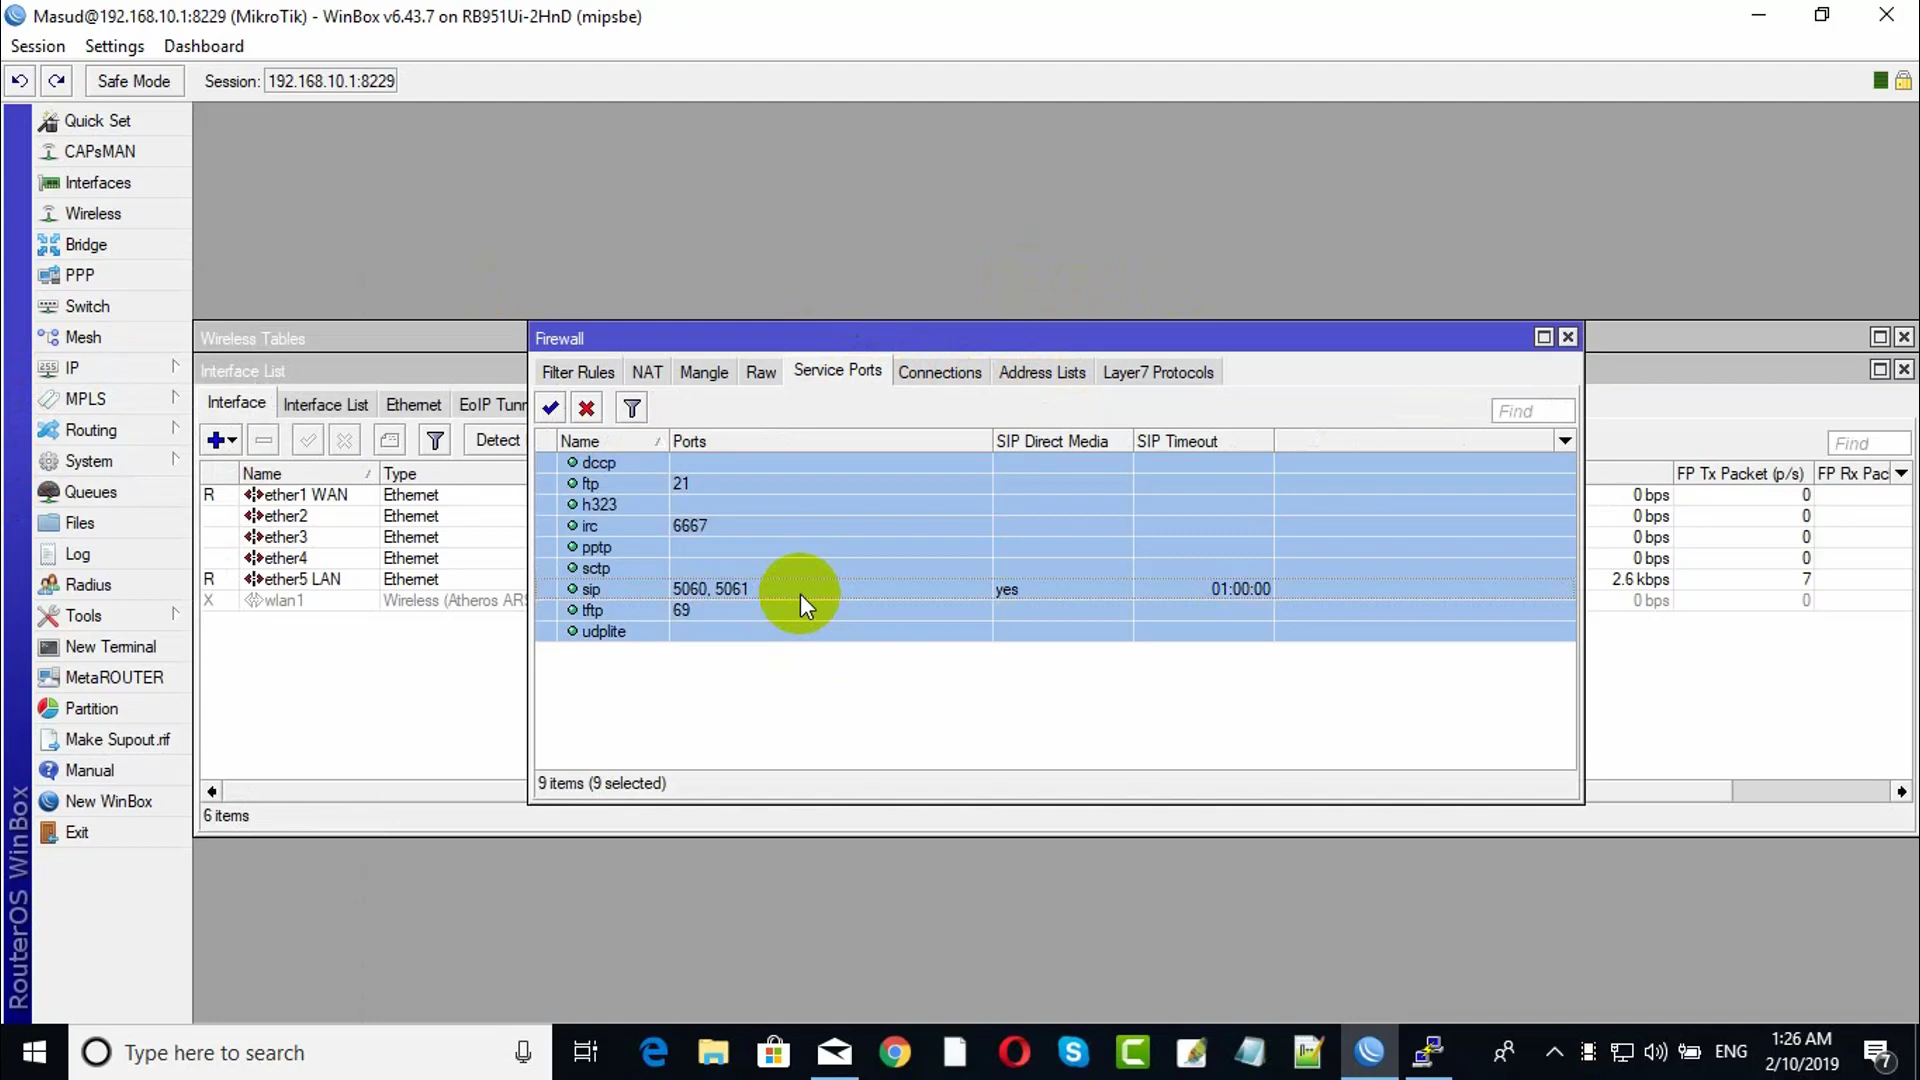 Masud@192.168.10.1:8229 (MikroTik) - WinBox v6.43.7 on RB951Ui-2HnD (mipsbe)
Session Settings Dashboard
Safe Mode Session: 192.168.10.1:8229
Quick Set
CAPsMAN
Interfaces
Wireless
Bridge
PPP
Switch
Mesh
IP
MPLS
Routing
System
Queues
Files
Log
Radius
Tools
New Terminal
MetaROUTER
Partition
Make Supout.rif
Manual
New WinBox
Exit
RouterOS WinBox
Wireless Tables
Interface List
Interface Interface List Ethernet EoIP Tunn
Detect
Name Type
R ether1 WAN Ethernet
ether2 Ethernet
ether3 Ethernet
ether4 Ethernet
R ether5 LAN Ethernet
X wlan1 Wireless (Atheros AR9
6 items
Firewall
Filter Rules NAT Mangle Raw Service Ports Connections Address Lists Layer7 Protocols
Find
Name Ports SIP Direct Media SIP Timeout
dccp
ftp 21
h323
irc 6667
pptp
sctp
sip 5060, 5061 yes 01:00:00
tftp 69
udplite
9 items (9 selected)
Find
FP Tx Packet (p/s) FP Rx Pac
0 bps 0
0 bps 0
0 bps 0
0 bps 0
2.6 kbps 7
0 bps 0
Type here to search
ENG
1:26 AM
2/10/2019
7